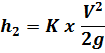 h₂ = K x V²/2g